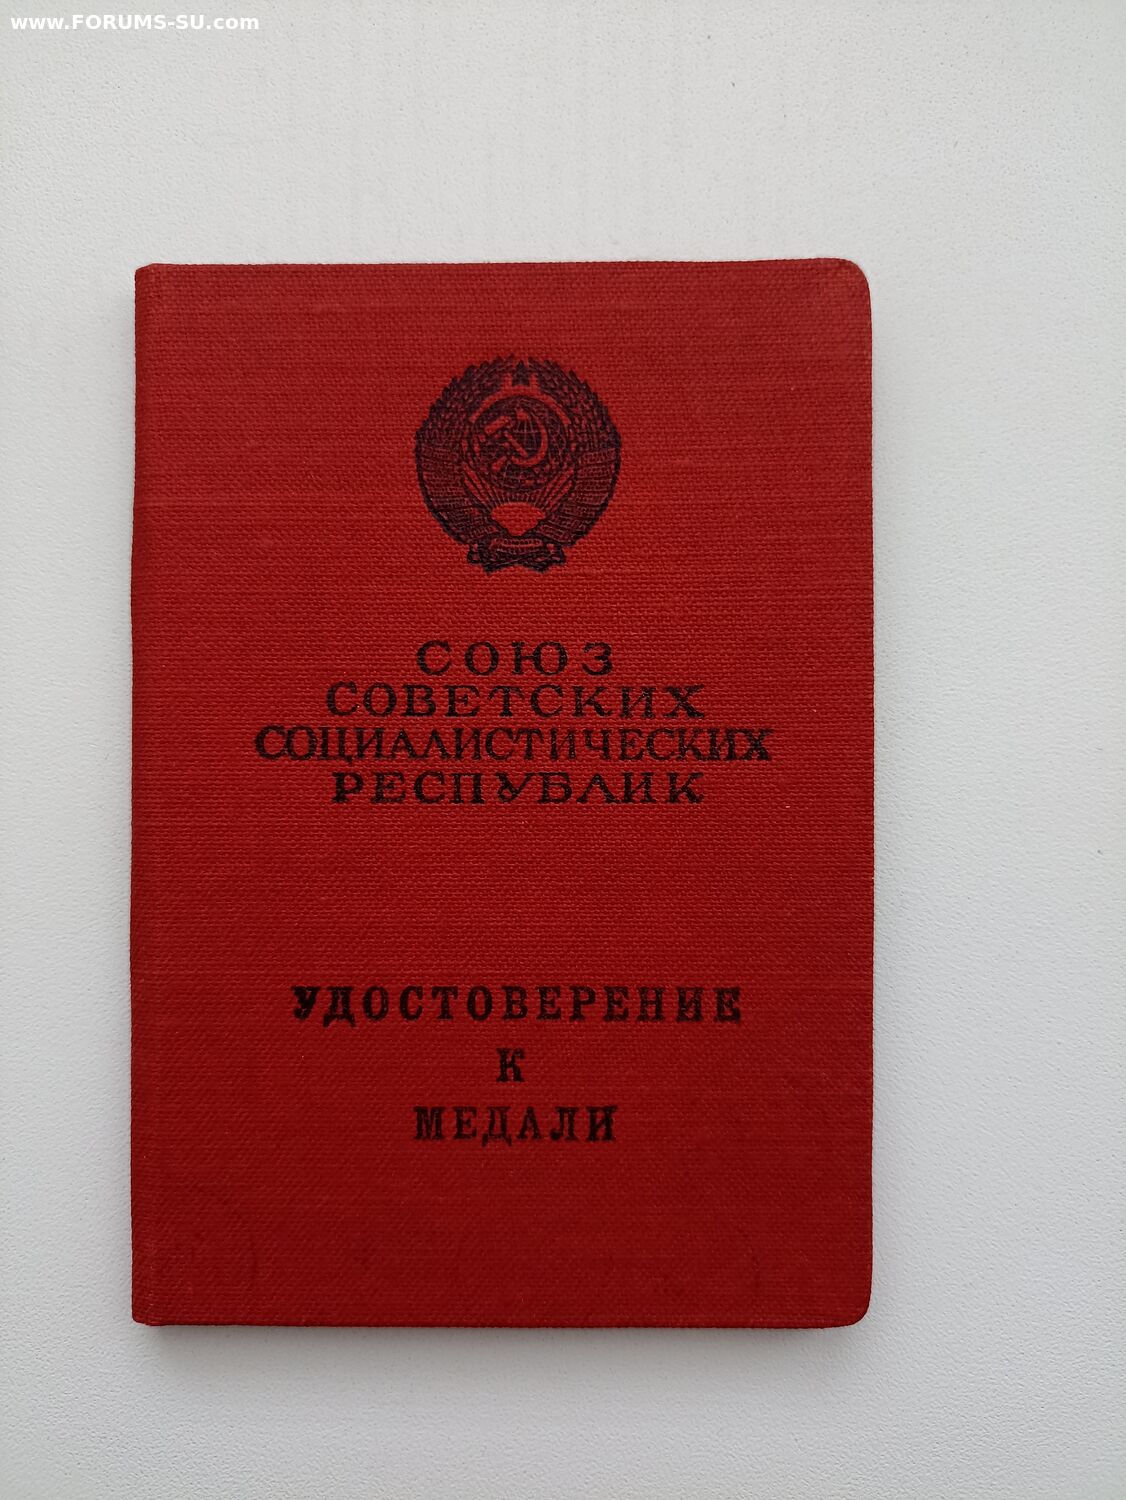 www.FORUMS-SU.com
СОЮЗ
СОВЕТСКИХ
СОЦИАЛИСТИЧЕСКИХ
РЕСПУБЛИК
УДОСТОВЕРЕНИЕ
К
МЕДАЛИ